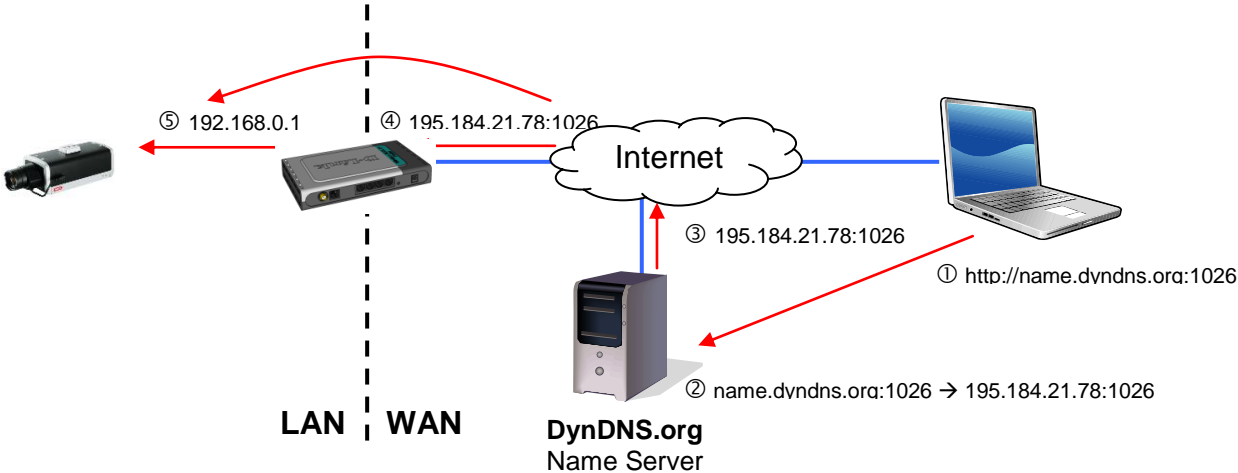 ⑤ 192.168.0.1
④ 195.184.21.78:1026
Internet
③ 195.184.21.78:1026
① http://name.dyndns.org:1026
② name.dyndns.org:1026 → 195.184.21.78:1026
LAN WAN
DynDNS.org
Name Server